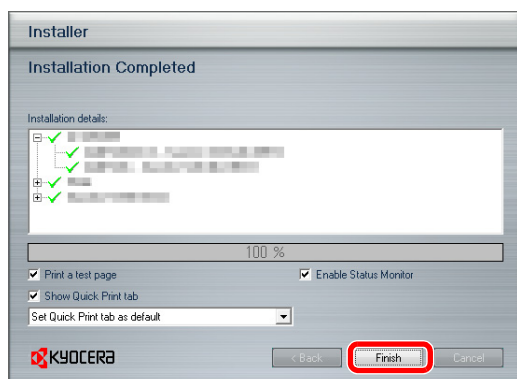 Installer
Installation Completed
Installation details:
100 %
Print a test page
Enable Status Monitor
Show Quick Print tab
Set Quick Print tab as default
KYOCERA
< Back
Finish
Cancel